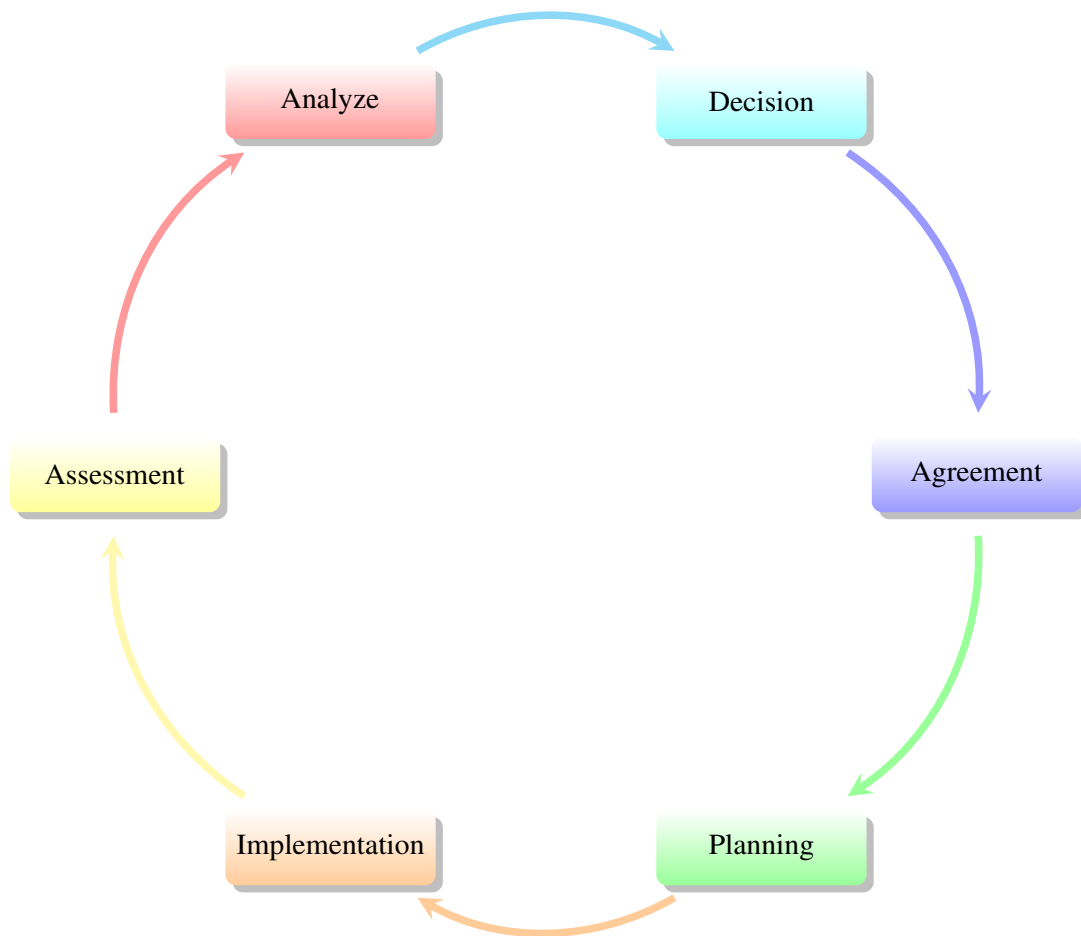 Analyze
Decision
Agreement
Planning
Implementation
Assessment